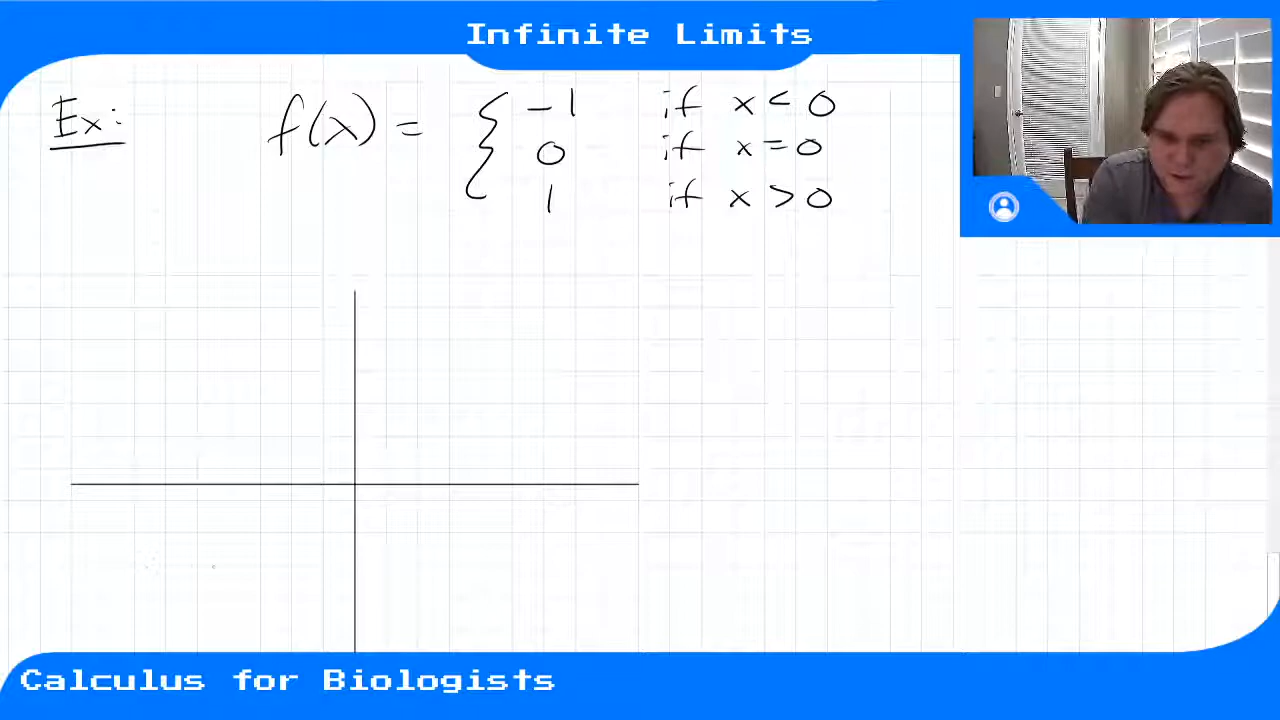 Infinite Limits
Ex: f(x) = { -1 if x < 0
0 if x = 0
1 if x > 0
Calculus for Biologists